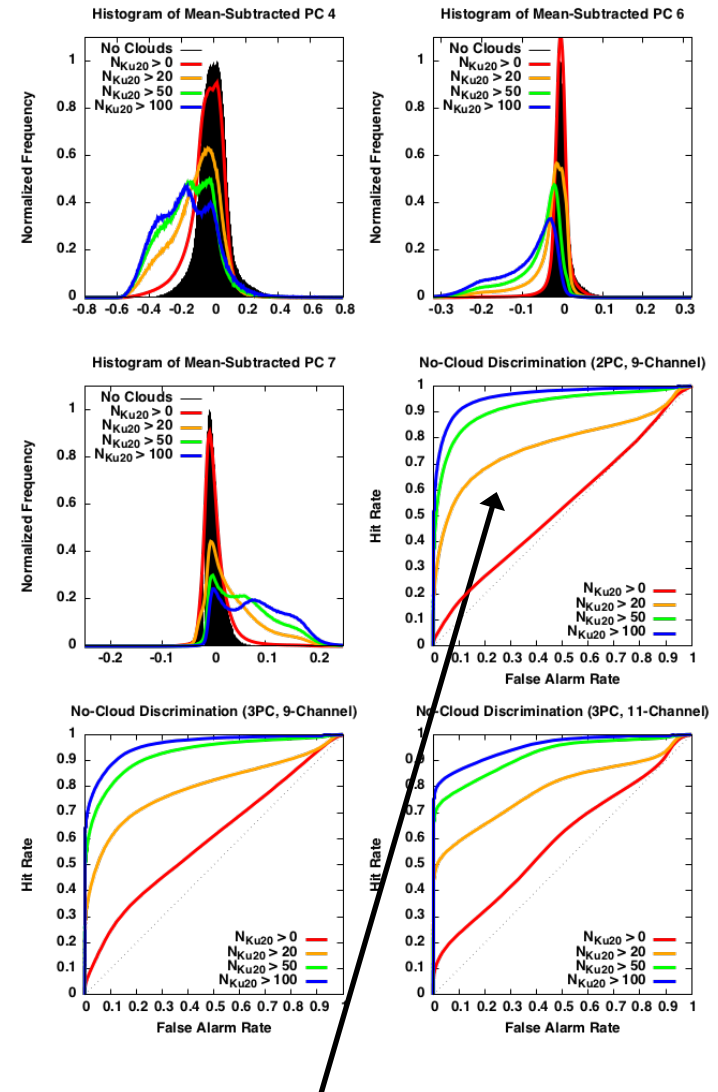 Histogram of Mean-Subtracted PC 4
Normalized Frequency
1
0.8
0.6
0.4
0.2
0
No Clouds
NKu20 > 0
NKu20 > 20
NKu20 > 50
NKu20 > 100
-0.8 -0.6 -0.4 -0.2 0 0.2 0.4 0.6 0.8
Histogram of Mean-Subtracted PC 6
Normalized Frequency
1
0.8
0.6
0.4
0.2
0
No Clouds
NKu20 > 0
NKu20 > 20
NKu20 > 50
NKu20 > 100
-0.3 -0.2 -0.1 0 0.1 0.2 0.3
Histogram of Mean-Subtracted PC 7
Normalized Frequency
1
0.8
0.6
0.4
0.2
0
No Clouds
NKu20 > 0
NKu20 > 20
NKu20 > 50
NKu20 > 100
-0.2 -0.1 0 0.1 0.2
No-Cloud Discrimination (2PC, 9-Channel)
Hit Rate
1
0.9
0.8
0.7
0.6
0.5
0.4
0.3
0.2
0.1
0
NKu20 > 0
NKu20 > 20
NKu20 > 50
NKu20 > 100
0 0.1 0.2 0.3 0.4 0.5 0.6 0.7 0.8 0.9 1
False Alarm Rate
No-Cloud Discrimination (3PC, 9-Channel)
Hit Rate
1
0.9
0.8
0.7
0.6
0.5
0.4
0.3
0.2
0.1
0
NKu20 > 0
NKu20 > 20
NKu20 > 50
NKu20 > 100
0 0.1 0.2 0.3 0.4 0.5 0.6 0.7 0.8 0.9 1
False Alarm Rate
No-Cloud Discrimination (3PC, 11-Channel)
Hit Rate
1
0.9
0.8
0.7
0.6
0.5
0.4
0.3
0.2
0.1
0
NKu20 > 0
NKu20 > 20
NKu20 > 50
NKu20 > 100
0 0.1 0.2 0.3 0.4 0.5 0.6 0.7 0.8 0.9 1
False Alarm Rate